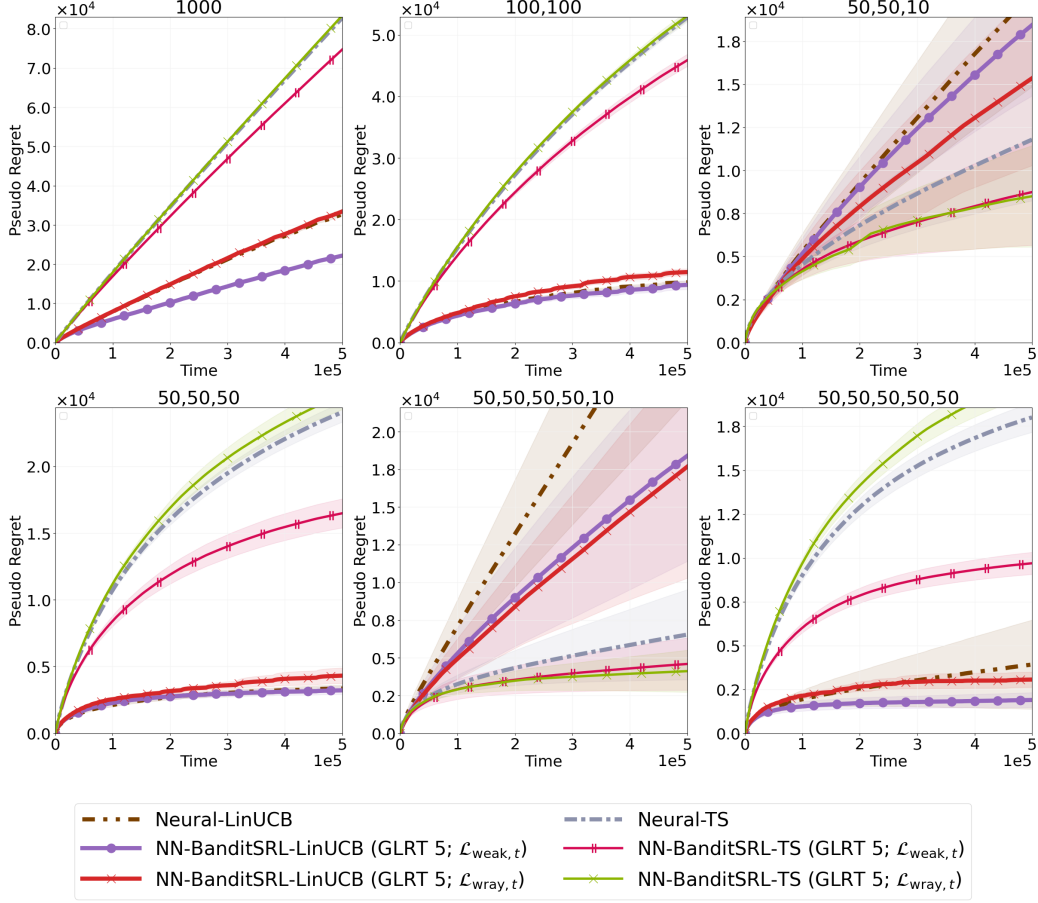 ×10⁴ 1000
8.0
7.0
6.0
5.0
4.0
3.0
2.0
1.0
0.0
Pseudo Regret
0 1 2 3 4 5
Time 1e5
×10⁴ 100,100
5.0
4.0
3.0
2.0
1.0
0.0
Pseudo Regret
0 1 2 3 4 5
Time 1e5
×10⁴ 50,50,10
1.8
1.5
1.2
1.0
0.8
0.5
0.2
0.0
Pseudo Regret
0 1 2 3 4 5
Time 1e5
×10⁴ 50,50,50
2.0
1.5
1.0
0.5
0.0
Pseudo Regret
0 1 2 3 4 5
Time 1e5
×10⁴ 50,50,50,50,50,10
2.0
1.8
1.5
1.2
1.0
0.8
0.5
0.2
0.0
Pseudo Regret
0 1 2 3 4 5
Time 1e5
×10⁴ 50,50,50,50,50,50
1.8
1.5
1.2
1.0
0.8
0.5
0.2
0.0
Pseudo Regret
0 1 2 3 4 5
Time 1e5
Neural-LinUCB
NN-BanditSRL-LinUCB (GLRT 5; ℒweak, t)
NN-BanditSRL-LinUCB (GLRT 5; ℒwray, t)
Neural-TS
NN-BanditSRL-TS (GLRT 5; ℒweak, t)
NN-BanditSRL-TS (GLRT 5; ℒwray, t)